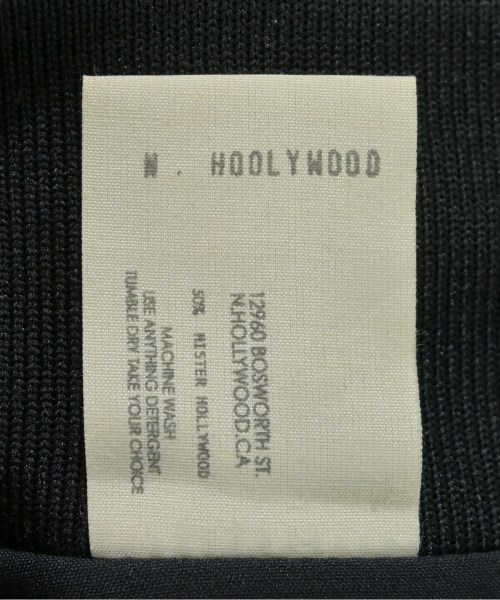 N. HOOLYWOOD
12960 BOSWORTH ST.
N.HOLLYWOOD.CA
50% MISTER HOLLYWOOD
MACHINE WASH
USE ANYTHING DETERGENT
TUMBLE DRY TAKE YOUR CHOICE